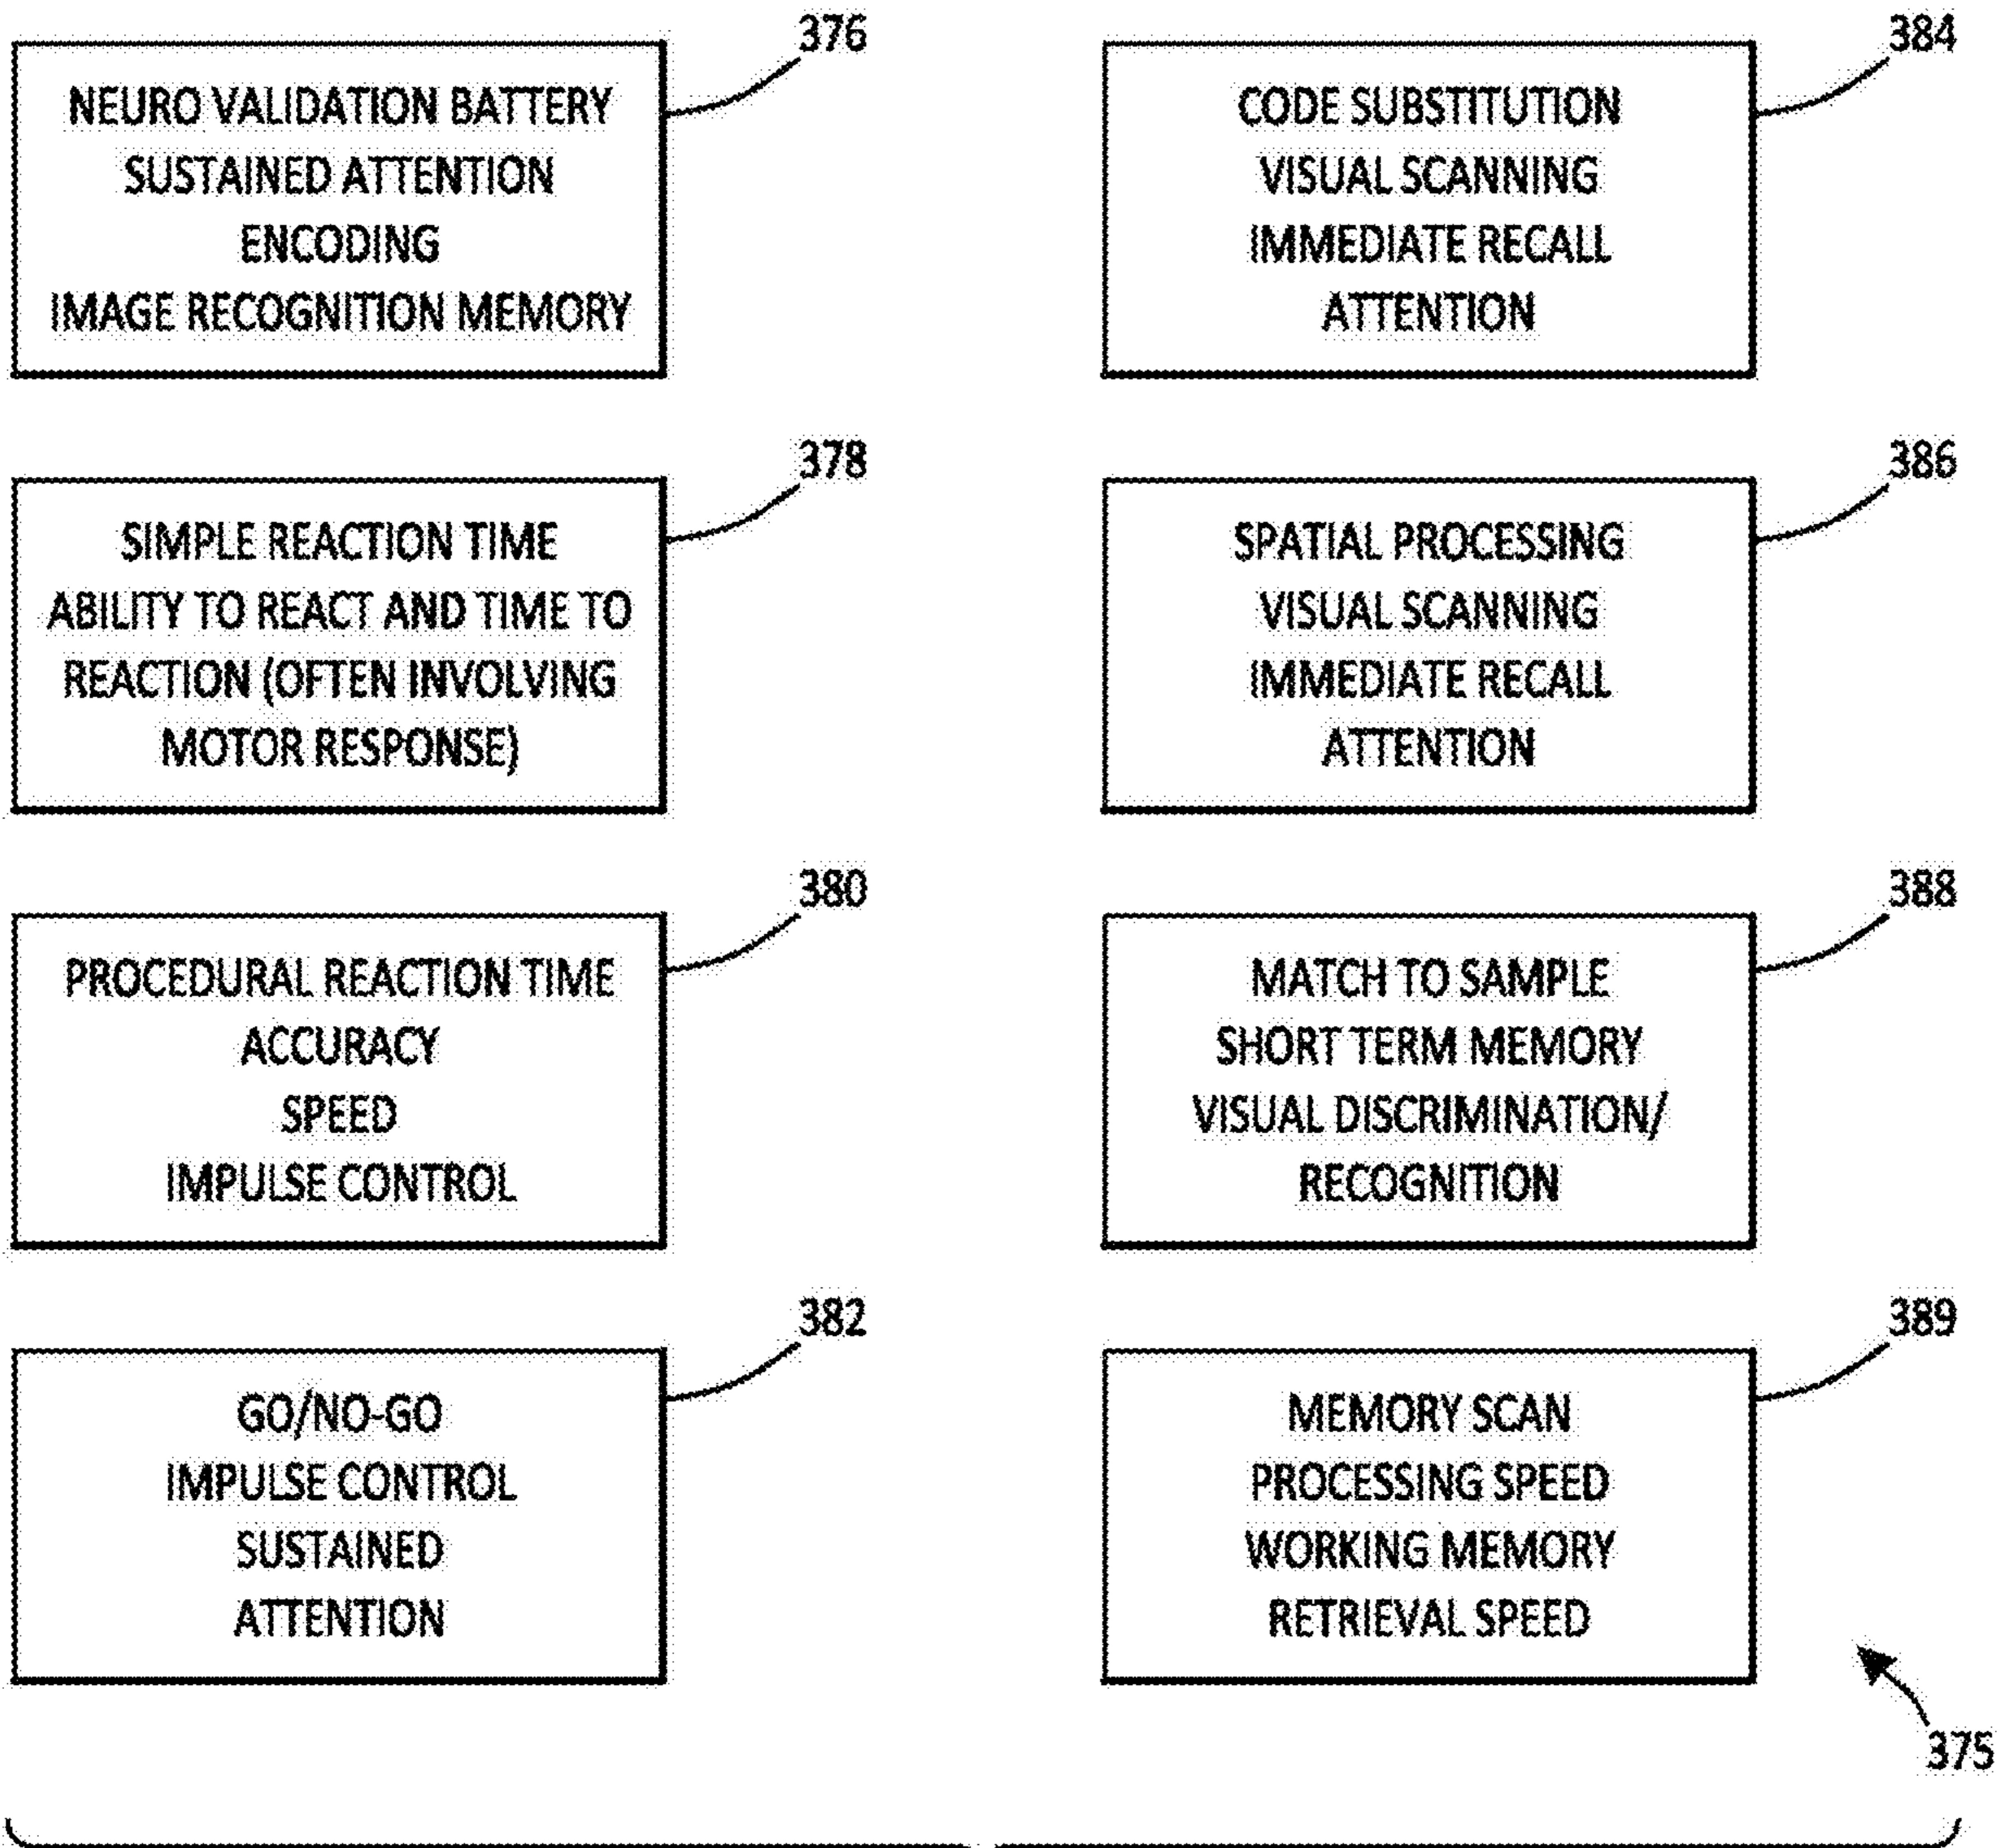 376
NEURO VALIDATION BATTERY
SUSTAINED ATTENTION
ENCODING
IMAGE RECOGNITION MEMORY
378
SIMPLE REACTION TIME
ABILITY TO REACT AND TIME TO
REACTION (OFTEN INVOLVING
MOTOR RESPONSE)
380
PROCEDURAL REACTION TIME
ACCURACY
SPEED
IMPULSE CONTROL
382
GO/NO-GO
IMPULSE CONTROL
SUSTAINED
ATTENTION
384
CODE SUBSTITUTION
VISUAL SCANNING
IMMEDIATE RECALL
ATTENTION
386
SPATIAL PROCESSING
VISUAL SCANNING
IMMEDIATE RECALL
ATTENTION
388
MATCH TO SAMPLE
SHORT TERM MEMORY
VISUAL DISCRIMINATION/
RECOGNITION
389
MEMORY SCAN
PROCESSING SPEED
WORKING MEMORY
RETRIEVAL SPEED
375